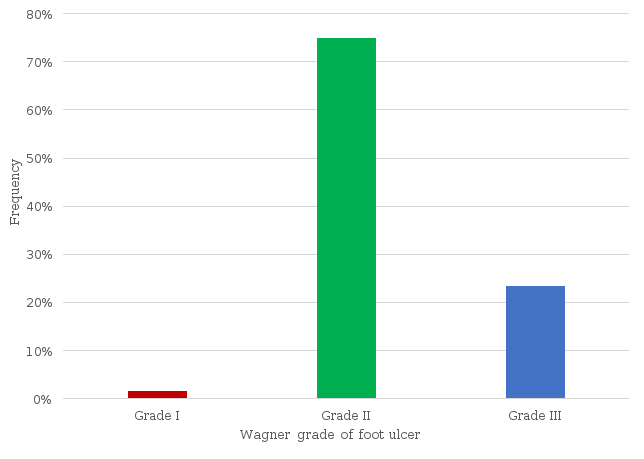 80%
70%
60%
50%
40%
30%
20%
10%
0%
Frequency
Grade I
Grade II
Grade III
Wagner grade of foot ulcer